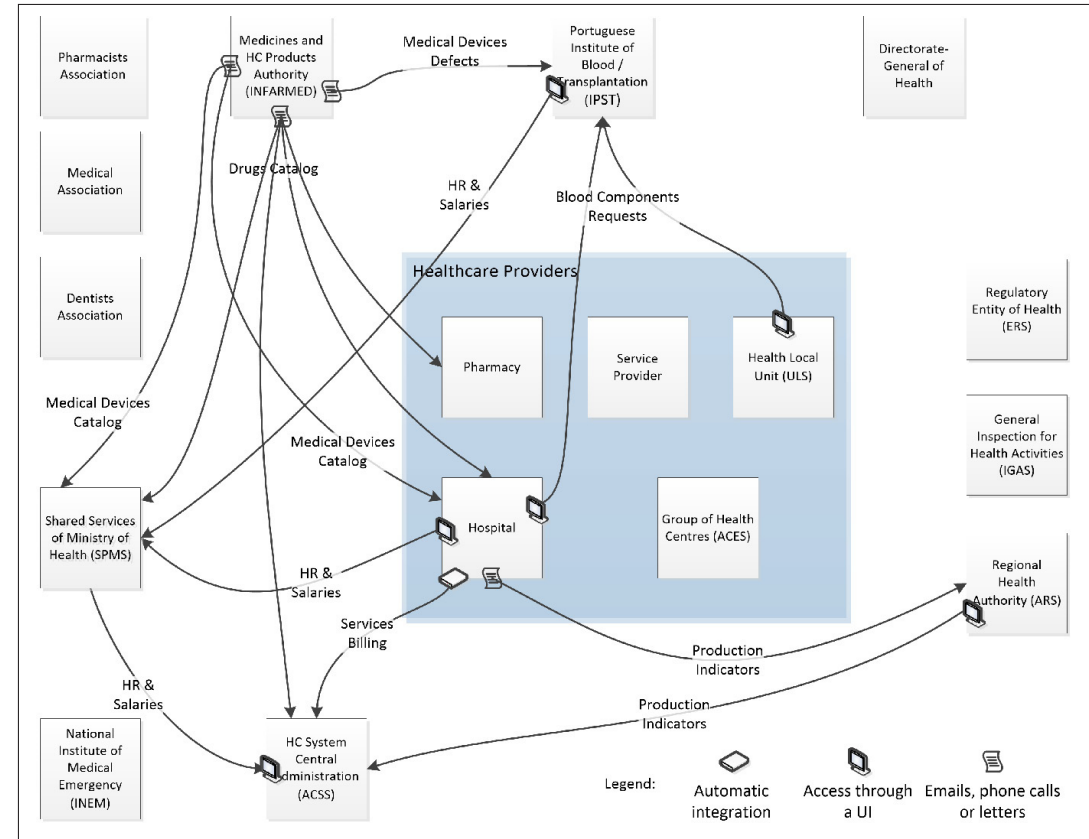 Pharmacists
Association
Medicines and
HC Products
Authority
(INFARMED)
Medical Devices
Defects
Portuguese
Institute of
Blood /
Transplantation
(IPST)
Directorate-
General of
Health
Medical
Association
Drugs Catalog
HR &
Salaries
Blood Components
Requests
Dentists
Association
Healthcare Providers
Regulatory
Entity of Health
(ERS)
Pharmacy
Service
Provider
Health Local
Unit (ULS)
Medical Devices
Catalog
Medical Devices
Catalog
General
Inspection for
Health Activities
(IGAS)
Shared Services
of Ministry of
Health (SPMS)
Hospital
Group of Health
Centres (ACES)
HR &
Salaries
Regional
Health
Authority (ARS)
Services
Billing
Production
Indicators
HR &
Salaries
Production
Indicators
National
Institute of
Medical
Emergency
(INEM)
HC System
Central
dministration
(ACSS)
Legend:
Automatic
integration
Access through
a UI
Emails, phone calls
or letters